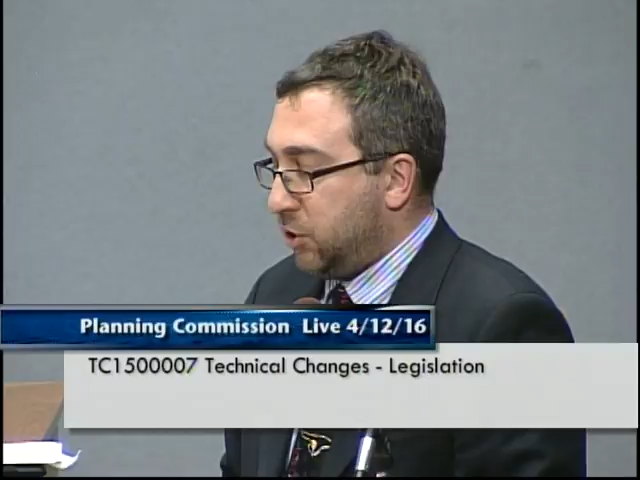 Planning Commission Live 4/12/16
TC1500007 Technical Changes - Legislation